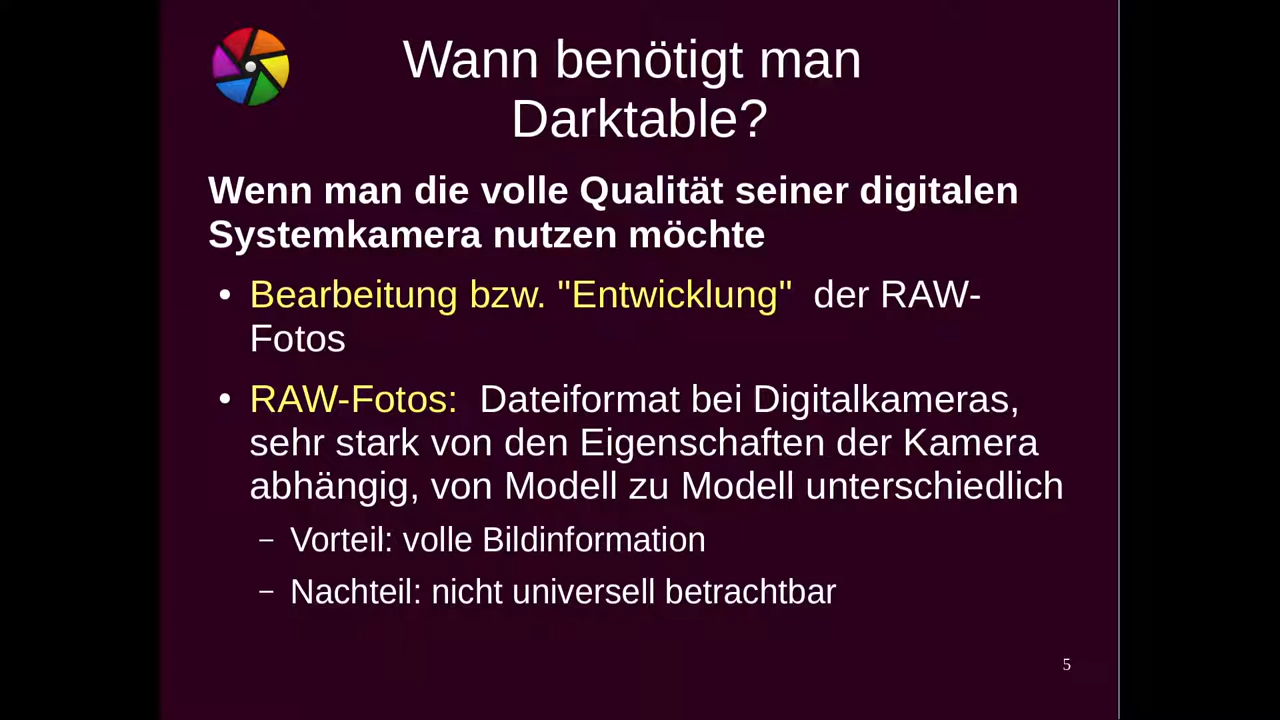 Wann benötigt man
Darktable?
Wenn man die volle Qualität seiner digitalen
Systemkamera nutzen möchte
• Bearbeitung bzw. "Entwicklung" der RAW-
Fotos
• RAW-Fotos: Dateiformat bei Digitalkameras,
sehr stark von den Eigenschaften der Kamera
abhängig, von Modell zu Modell unterschiedlich
– Vorteil: volle Bildinformation
– Nachteil: nicht universell betrachtbar
5